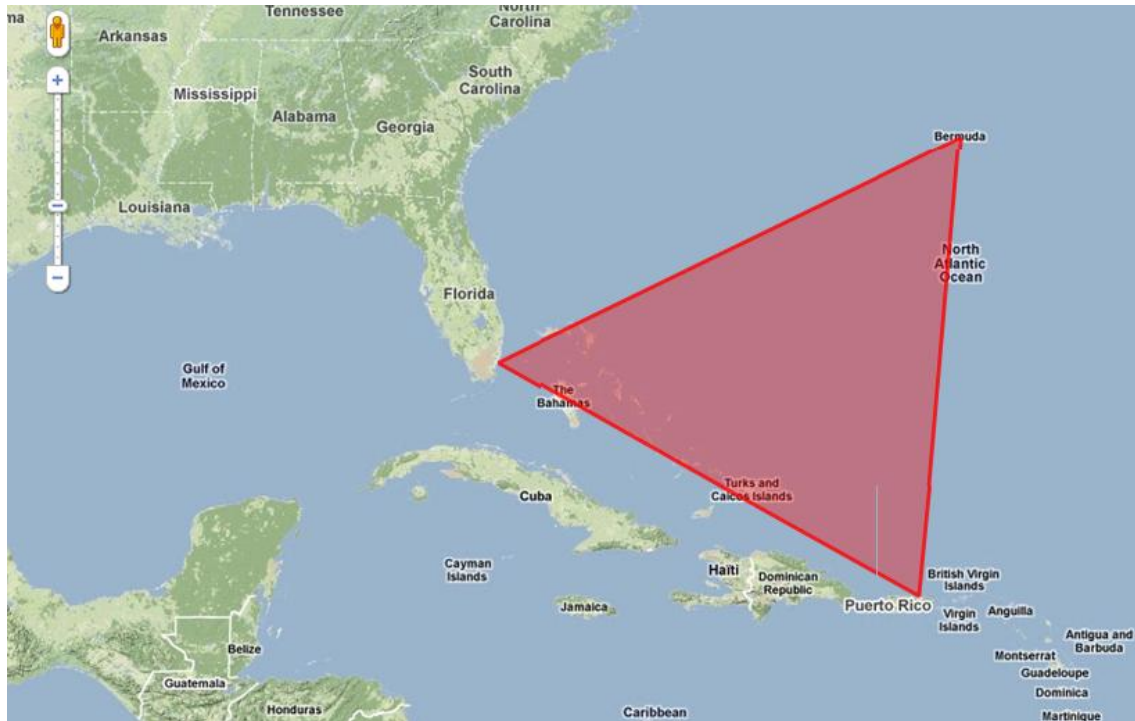 Tennessee
North
Carolina
ma
Arkansas
South
Carolina
Mississippi
Alabama
Georgia
Bermuda
Louisiana
North
Atlantic
Ocean
Florida
Gulf of
Mexico
The
Bahamas
Turks and
Caicos Islands
Cuba
Cayman
Islands
Haïti
Dominican
Republic
British Virgin
Islands
Jamaica
Puerto Rico
Virgin
Islands
Anguilla
Antigua and
Barbuda
Belize
Montserrat
Guadeloupe
Guatemala
Dominica
Honduras
Caribbean
Martinique